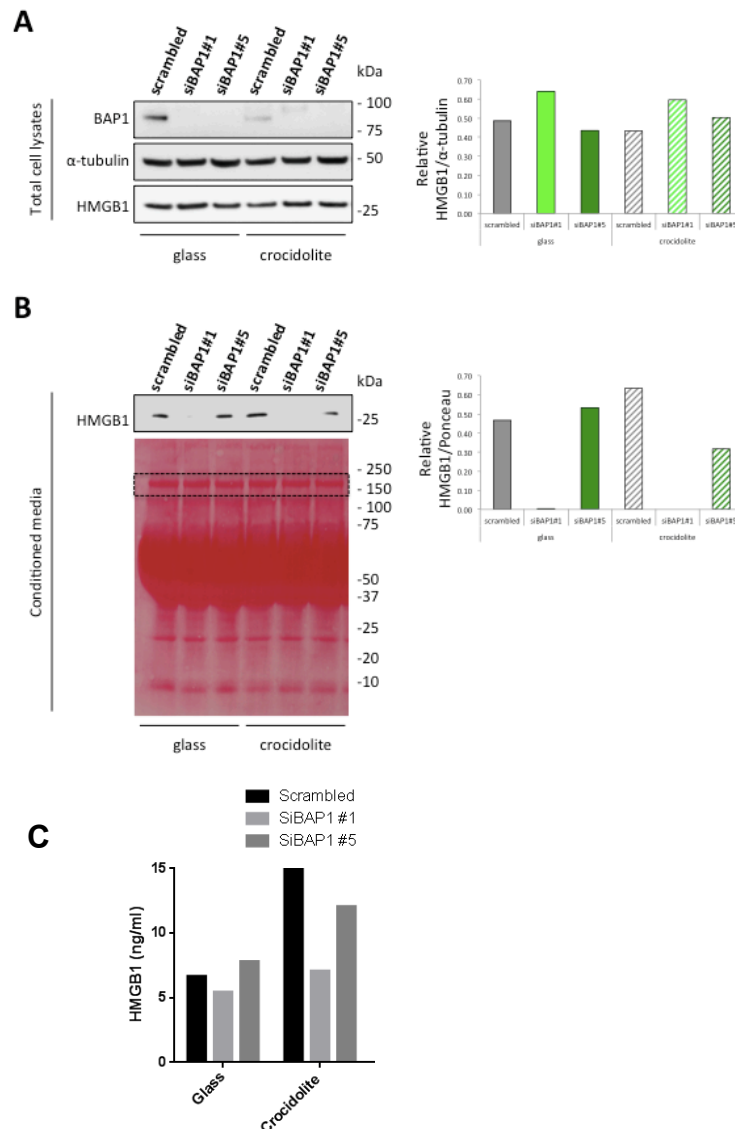 A
scrambled siBAP1#1 siBAP1#5 scrambled siBAP1#1 siBAP1#5
kDa
BAP1
- 100
75
α-tubulin
- 50
HMGB1
-25
Total cell lysates
glass crocidolite
Relative
HMGB1/α-tubulin
0.70
0.60
0.50
0.40
0.30
0.20
0.10
0.00
scrambled siBAP1#1 siBAP1#5 scrambled siBAP1#1 siBAP1#5
glass crocidolite
B
scrambled siBAP1#1 siBAP1#5 scrambled siBAP1#1 siBAP1#5
kDa
HMGB1
-25
250
- 150
- 100
-75
-50
-37
-25
-20
-10
Conditioned media
glass crocidolite
Relative
HMGB1/Ponceau
0.70
0.60
0.50
0.40
0.30
0.20
0.10
0.00
scrambled siBAP1#1 siBAP1#5 scrambled siBAP1#1 siBAP1#5
glass crocidolite
C
Scrambled
SiBAP1 #1
SiBAP1 #5
HMGB1 (ng/ml)
15
10
5
0
Glass Crocidolite